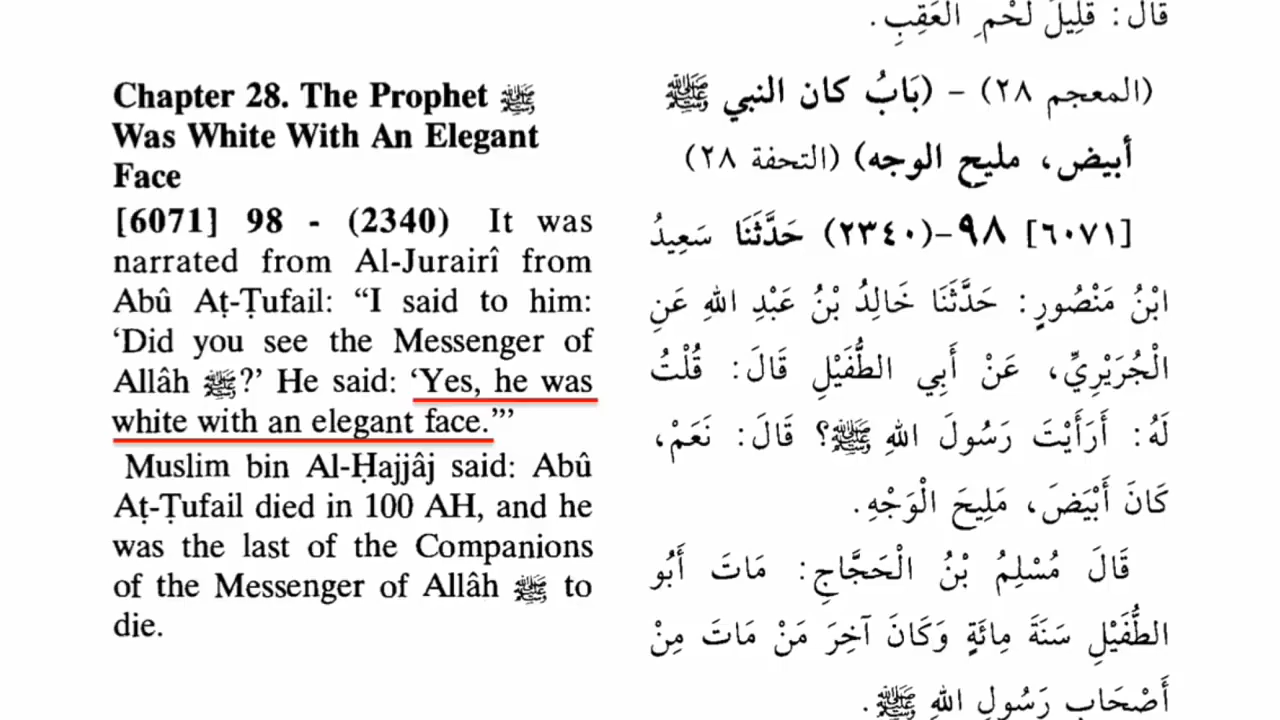 Chapter 28. The Prophet ﷺ
Was White With An Elegant
Face
[6071] 98 - (2340) It was
narrated from Al-Jurairî from
Abû Aṭ-Ṭufail: “I said to him:
‘Did you see the Messenger of
Allâh ﷺ?’ He said: ‘Yes, he was
white with an elegant face.’”
Muslim bin Al-Ḥajjâj said: Abû
Aṭ-Ṭufail died in 100 AH, and he
was the last of the Companions
of the Messenger of Allâh ﷺ to
die.
قَالَ: قَلِيلُ لَحْمِ الْعَقِبِ.
(المعجم ٢٨) - (بَابُ كان النبي ﷺ
أبيض، مليح الوجه) (التحفة ٢٨)
[٦٠٧١] ٩٨-(٢٣٤٠) حَدَّثَنَا سَعِيدُ
ابْنُ مَنْصُورٍ: حَدَّثَنَا خَالِدُ بْنُ عَبْدِ اللهِ عَنِ
الْجُرَيْرِيِّ، عَنْ أَبِي الطُّفَيْلِ قَالَ: قُلْتُ
لَهُ: أَرَأَيْتَ رَسُولَ اللهِ ﷺ؟ قَالَ: نَعَمْ،
كَانَ أَبْيَضَ، مَلِيحَ الْوَجْهِ.
قَالَ مُسْلِمُ بْنُ الْحَجَّاجِ: مَاتَ أَبُو
الطُّفَيْلِ سَنَةَ مِائَةٍ وَكَانَ آخِرَ مَنْ مَاتَ مِنْ
أَصْحَابِ رَسُولِ اللهِ ﷺ.